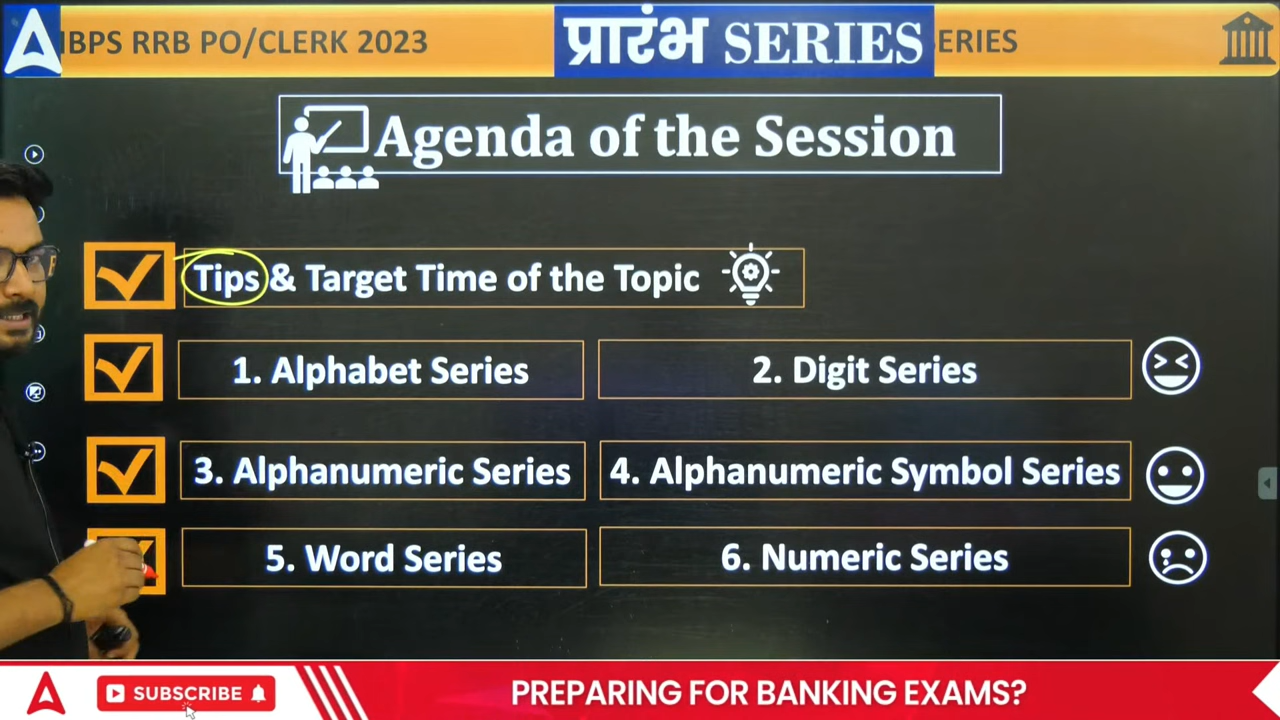 IBPS RRB PO/CLERK 2023
प्रारंभ SERIES
ERIES
Agenda of the Session
Tips & Target Time of the Topic
1. Alphabet Series
2. Digit Series
3. Alphanumeric Series
4. Alphanumeric Symbol Series
5. Word Series
6. Numeric Series
SUBSCRIBE
PREPARING FOR BANKING EXAMS?